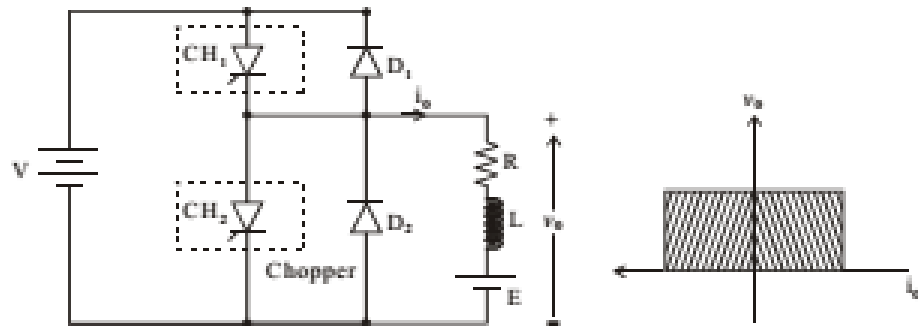 CH₁
D₁
i₀
v₀
+
R
V
CH₂
D₂
L
v₀
Chopper
E
i₀